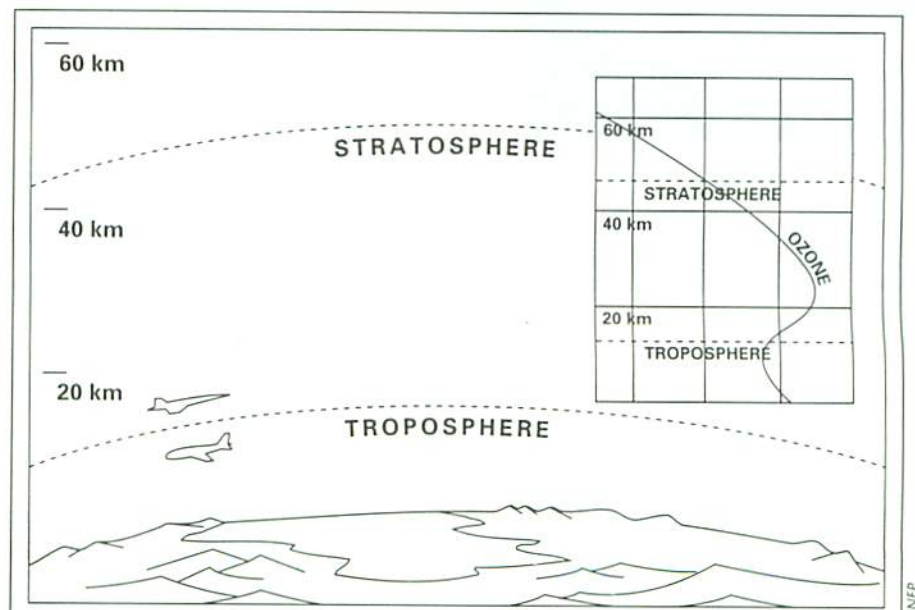 60 km
STRATOSPHERE
40 km
20 km
TROPOSPHERE
60 km
STRATOSPHERE
40 km
OZONE
20 km
TROPOSPHERE